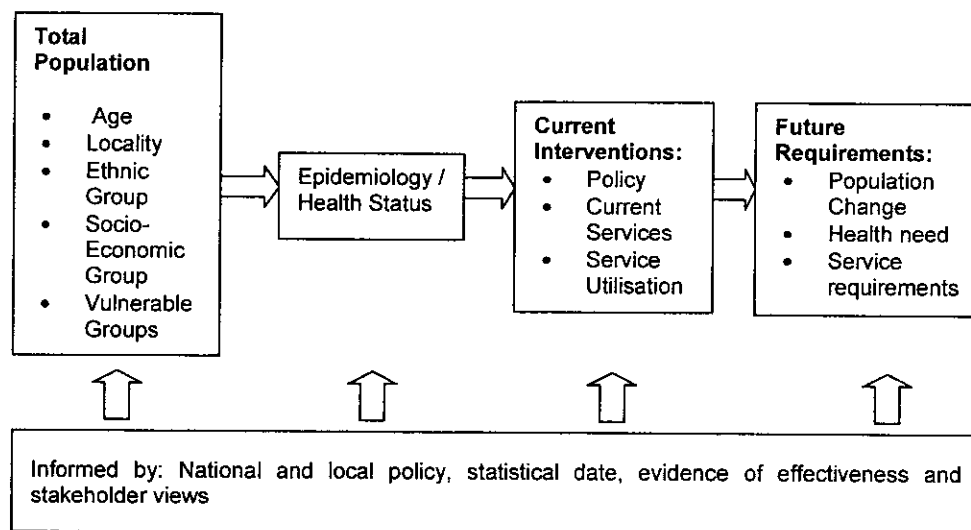 Total
Population
• Age
• Locality
• Ethnic
Group
• Socio-
Economic
Group
• Vulnerable
Groups
Epidemiology /
Health Status
Current
Interventions:
• Policy
• Current
Services
• Service
Utilisation
Future
Requirements:
• Population
Change
• Health need
• Service
requirements
Informed by: National and local policy, statistical date, evidence of effectiveness and
stakeholder views